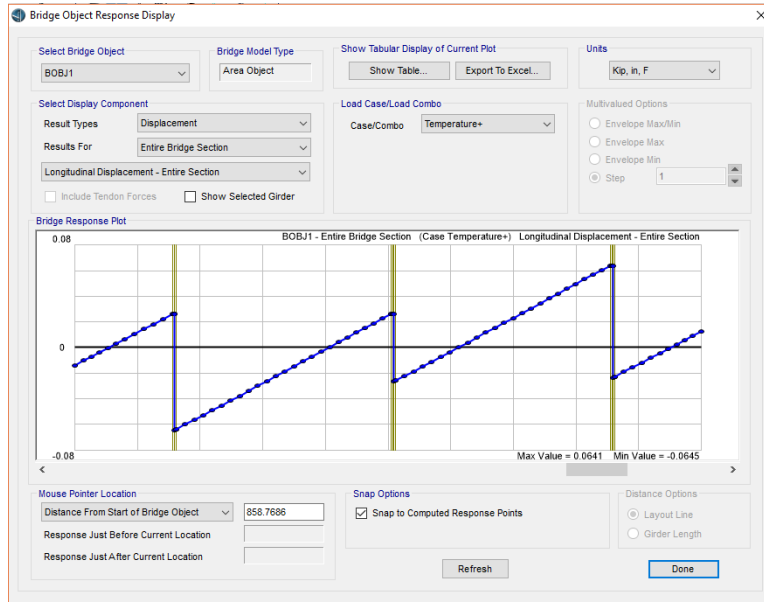 Bridge Object Response Display
Select Bridge Object
BOBJ1
Bridge Model Type
Area Object
Show Tabular Display of Current Plot
Show Table...
Export To Excel...
Units
Kip, in, F
Select Display Component
Result Types
Displacement
Results For
Entire Bridge Section
Longitudinal Displacement - Entire Section
Include Tendon Forces
Show Selected Girder
Load Case/Load Combo
Case/Combo
Temperature+
Multivalued Options
Envelope Max/Min
Envelope Max
Envelope Min
Step
1
Bridge Response Plot
0.08
BOBJ1 - Entire Bridge Section (Case Temperature+) Longitudinal Displacement - Entire Section
0
-0.08
Max Value = 0.0641 Min Value = -0.0645
Mouse Pointer Location
Distance From Start of Bridge Object
858.7686
Response Just Before Current Location
Response Just After Current Location
Snap Options
Snap to Computed Response Points
Distance Options
Layout Line
Girder Length
Refresh
Done